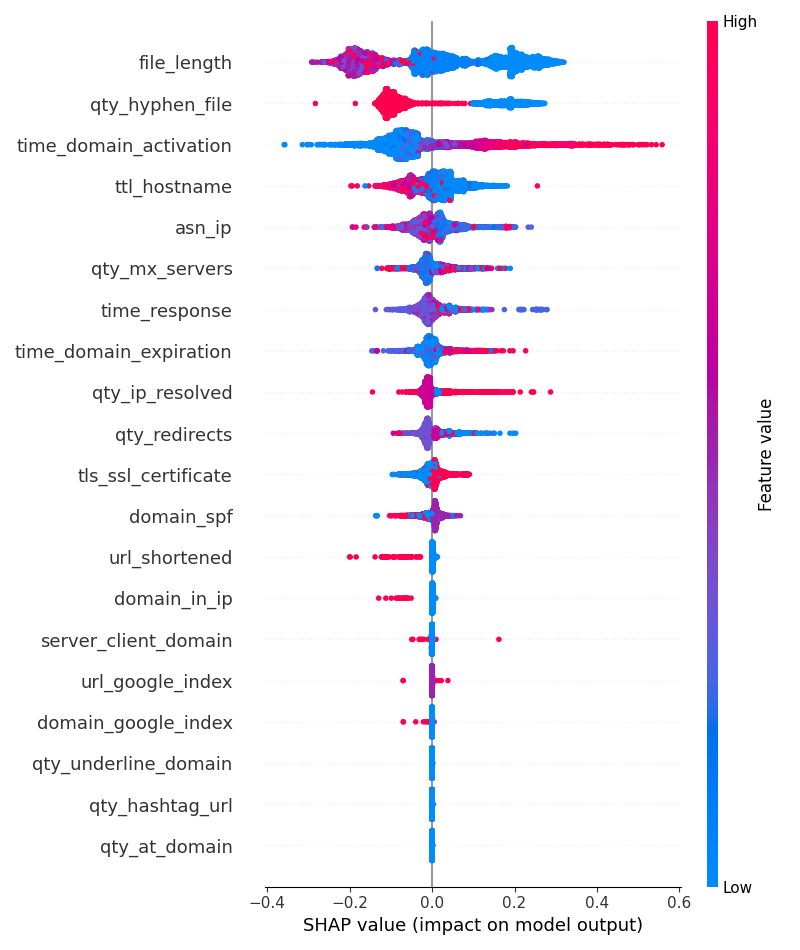 High
file_length
qty_hyphen_file
time_domain_activation
ttl_hostname
asn_ip
qty_mx_servers
time_response
time_domain_expiration
qty_ip_resolved
qty_redirects
tls_ssl_certificate
domain_spf
url_shortened
domain_in_ip
server_client_domain
url_google_index
domain_google_index
qty_underline_domain
qty_hashtag_url
qty_at_domain
Feature value
Low
−0.4 −0.2 0.0 0.2 0.4 0.6
SHAP value (impact on model output)